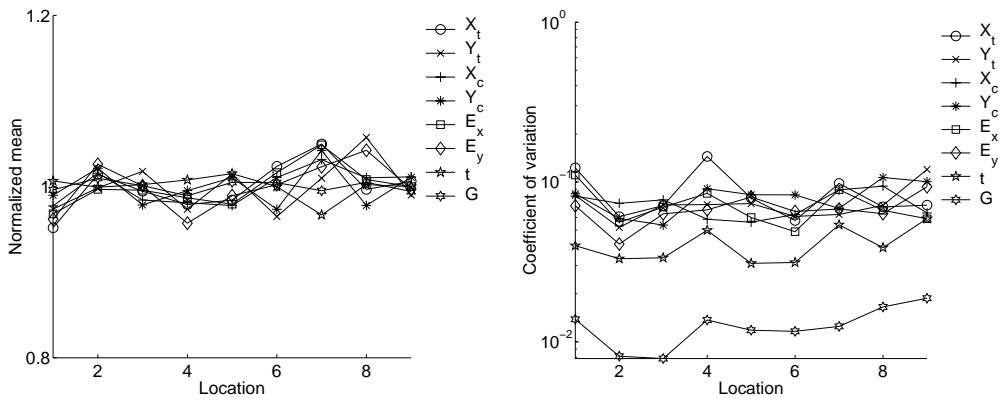 1.2
1
0.8
Normalized mean
2
4
6
8
Location
X_t
Y_t
X_c
Y_c
E_x
E_y
t
G
10^0
10^−1
10^−2
Coefficient of variation
2
4
6
8
Location
X_t
Y_t
X_c
Y_c
E_x
E_y
t
G